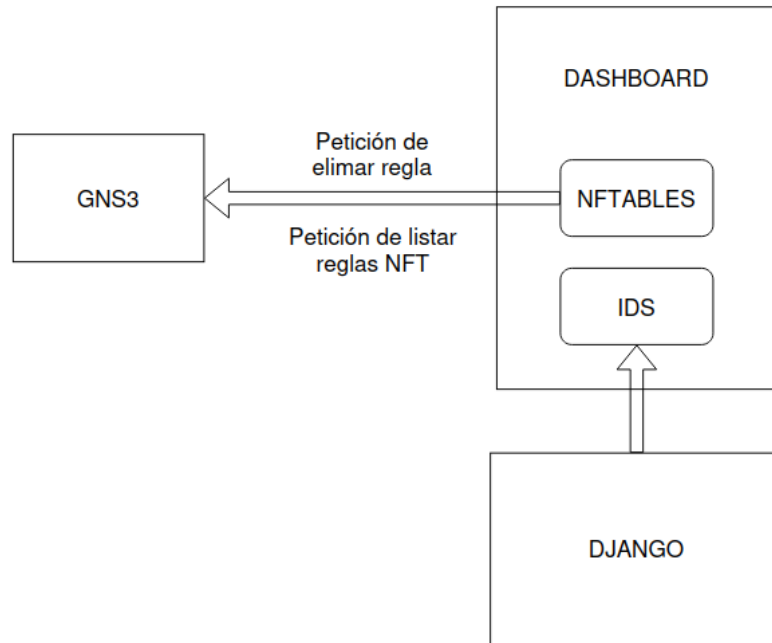 DASHBOARD
Petición de
elimar regla
GNS3
NFTABLES
Petición de listar
reglas NFT
IDS
DJANGO